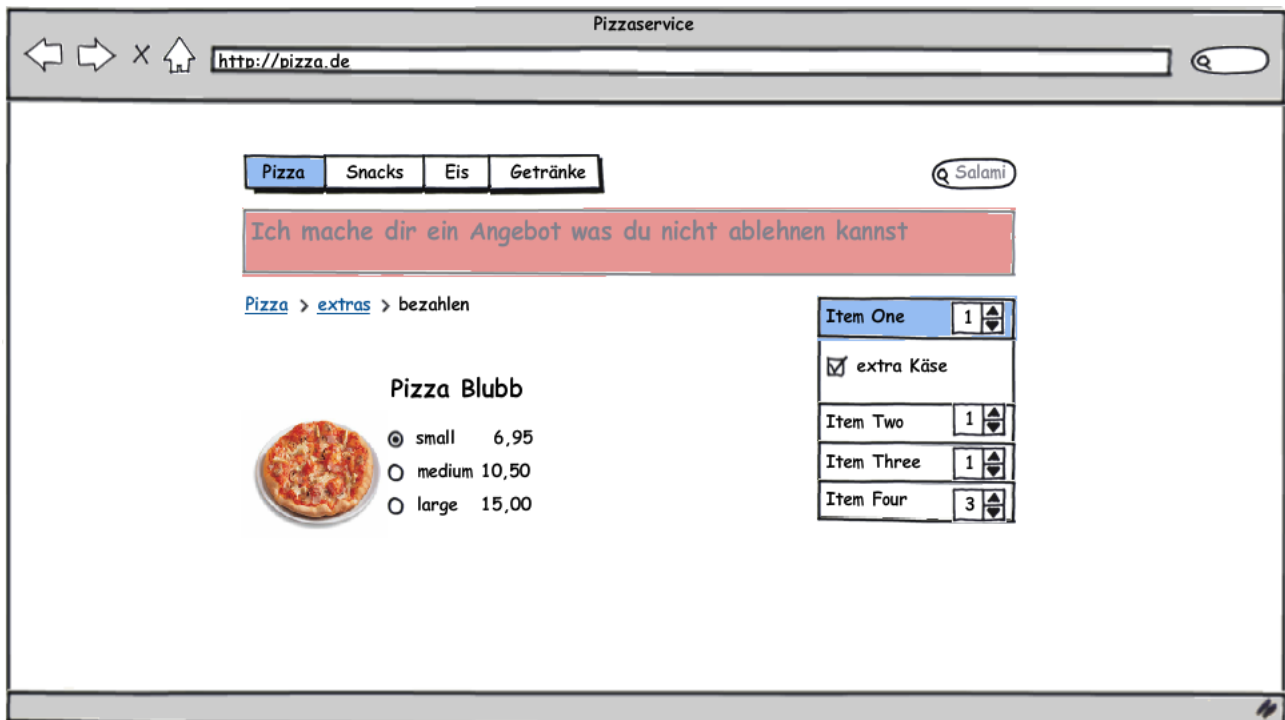 Pizzaservice
http://pizza.de
Pizza Snacks Eis Getränke
Salami
Ich mache dir ein Angebot was du nicht ablehnen kannst
Pizza > extras > bezahlen
Item One 1
extra Käse
Item Two 1
Item Three 1
Item Four 3
Pizza Blubb
small 6,95
medium 10,50
large 15,00